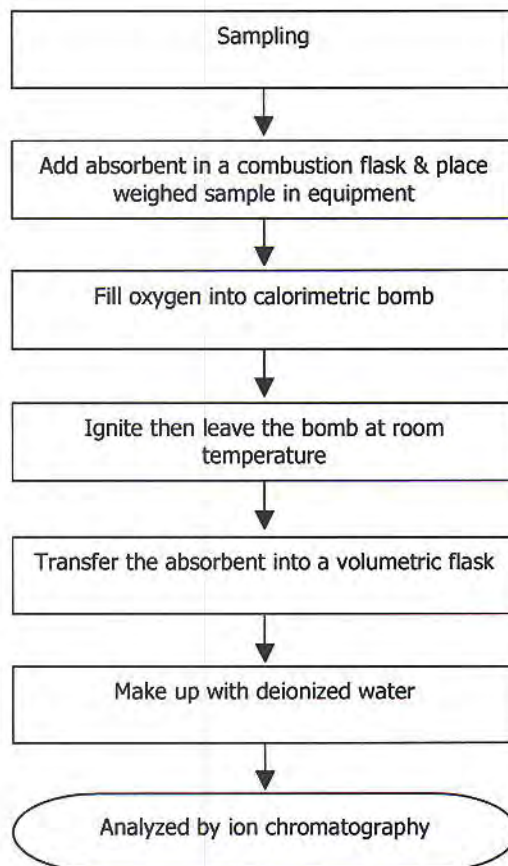 Sampling
Add absorbent in a combustion flask & place
weighed sample in equipment
Fill oxygen into calorimetric bomb
Ignite then leave the bomb at room
temperature
Transfer the absorbent into a volumetric flask
Make up with deionized water
Analyzed by ion chromatography